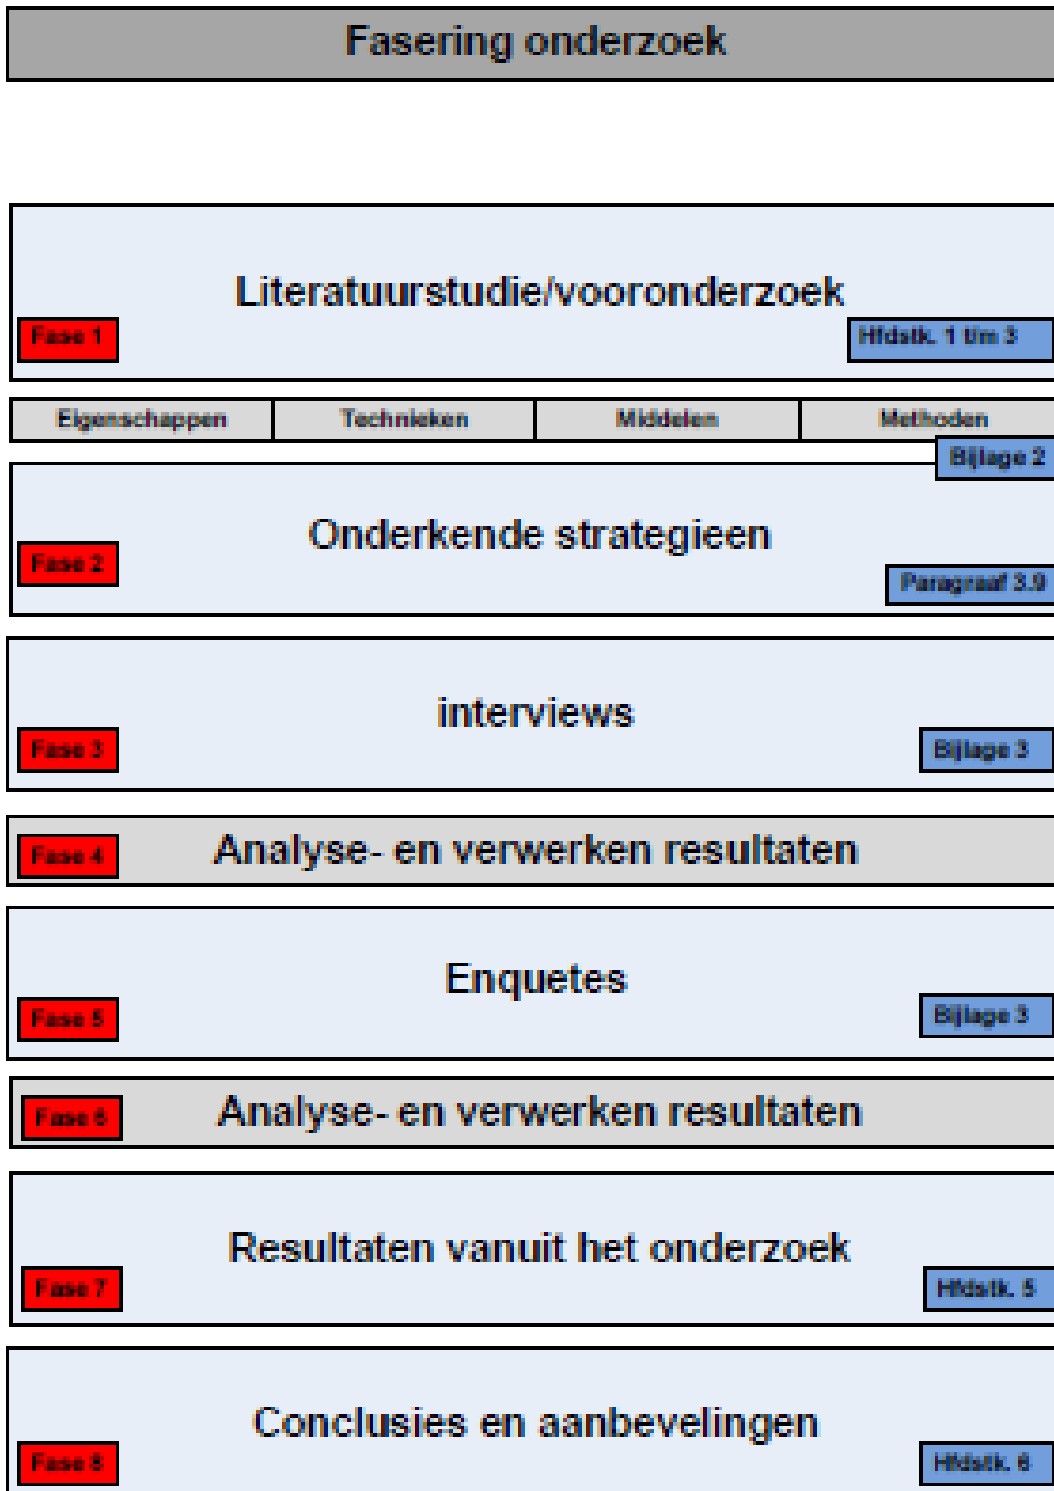 Fasering onderzoek
Literatuurstudie/vooronderzoek
Fase 1
Hfdstk. 1 t/m 3
Eigenschappen
Technieken
Middelen
Methoden
Bijlage 2
Onderkende strategieen
Fase 2
Paragraaf 3.9
interviews
Fase 3
Bijlage 3
Fase 4
Analyse- en verwerken resultaten
Enquetes
Fase 5
Bijlage 3
Fase 6
Analyse- en verwerken resultaten
Resultaten vanuit het onderzoek
Fase 7
Hfdstk. 5
Conclusies en aanbevelingen
Fase 8
Hfdstk. 6